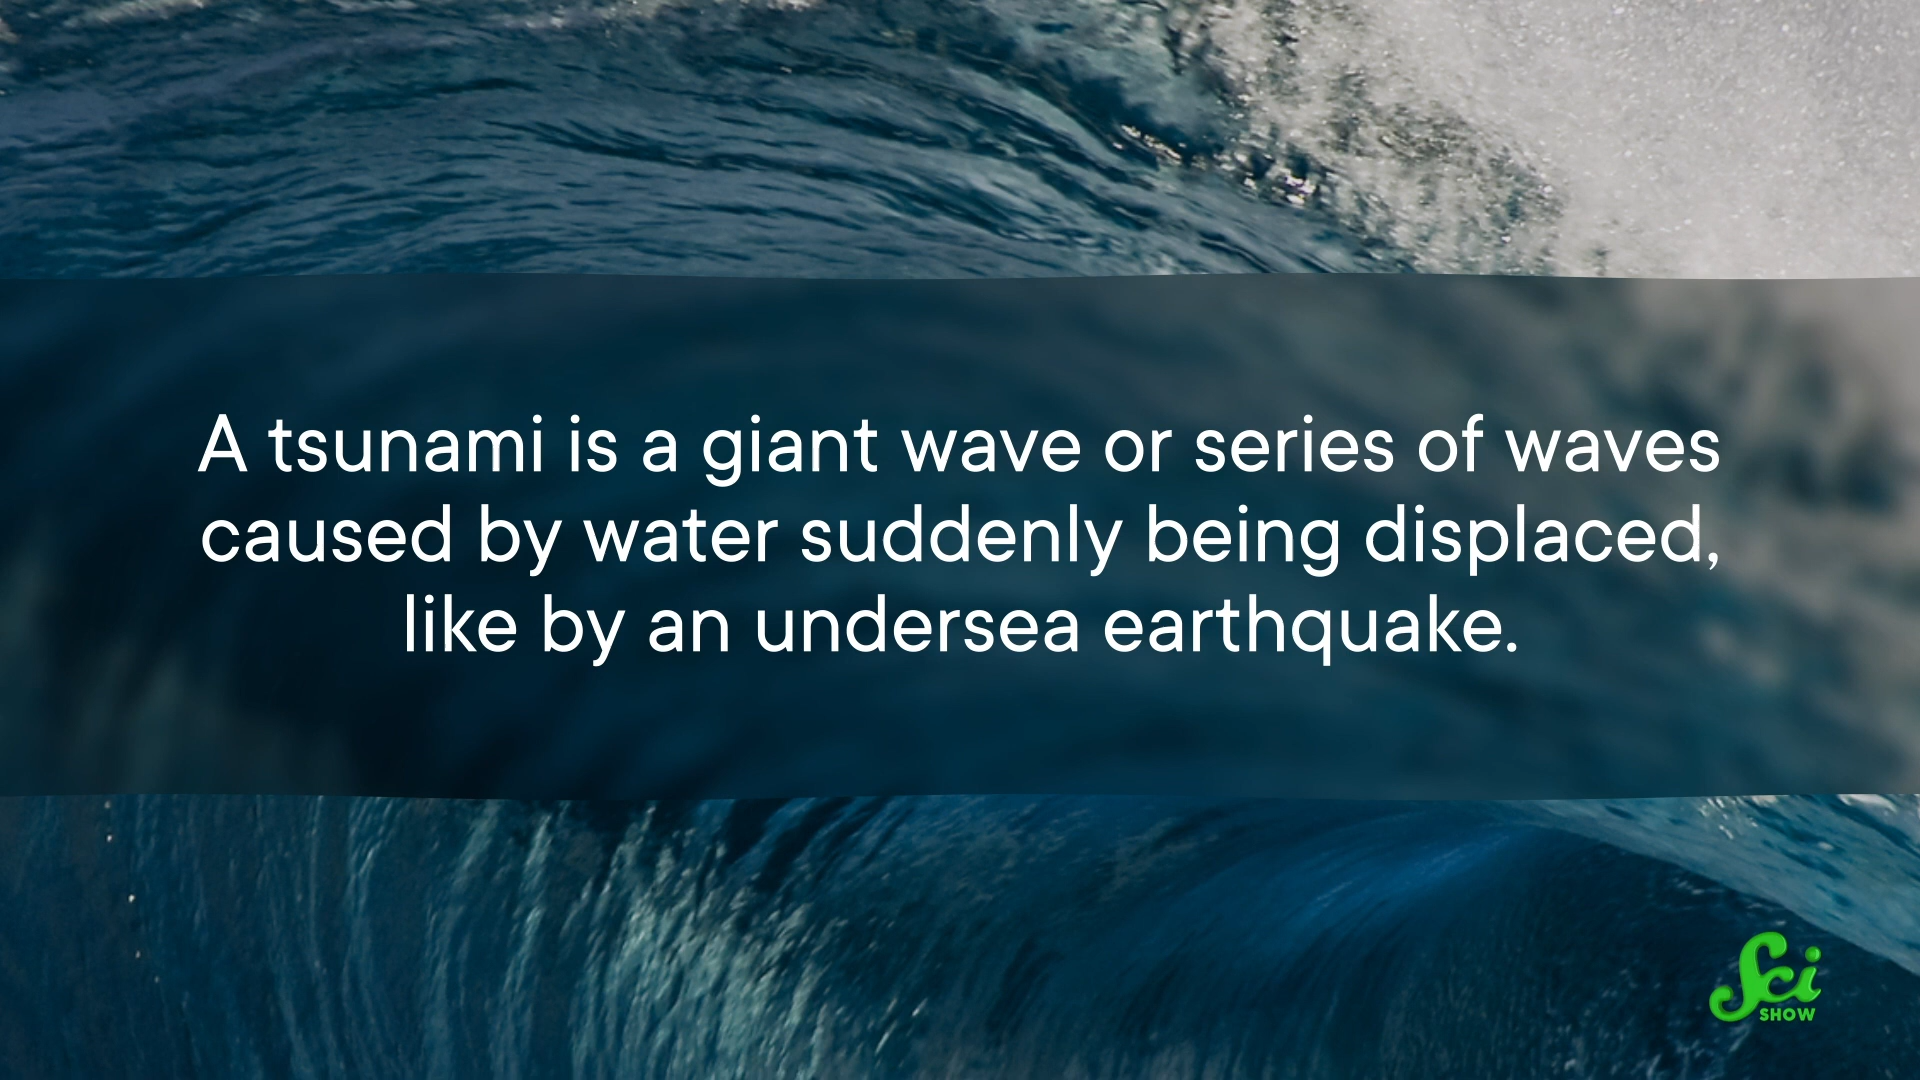 A tsunami is a giant wave or series of waves
caused by water suddenly being displaced,
like by an undersea earthquake.
Sci
SHOW